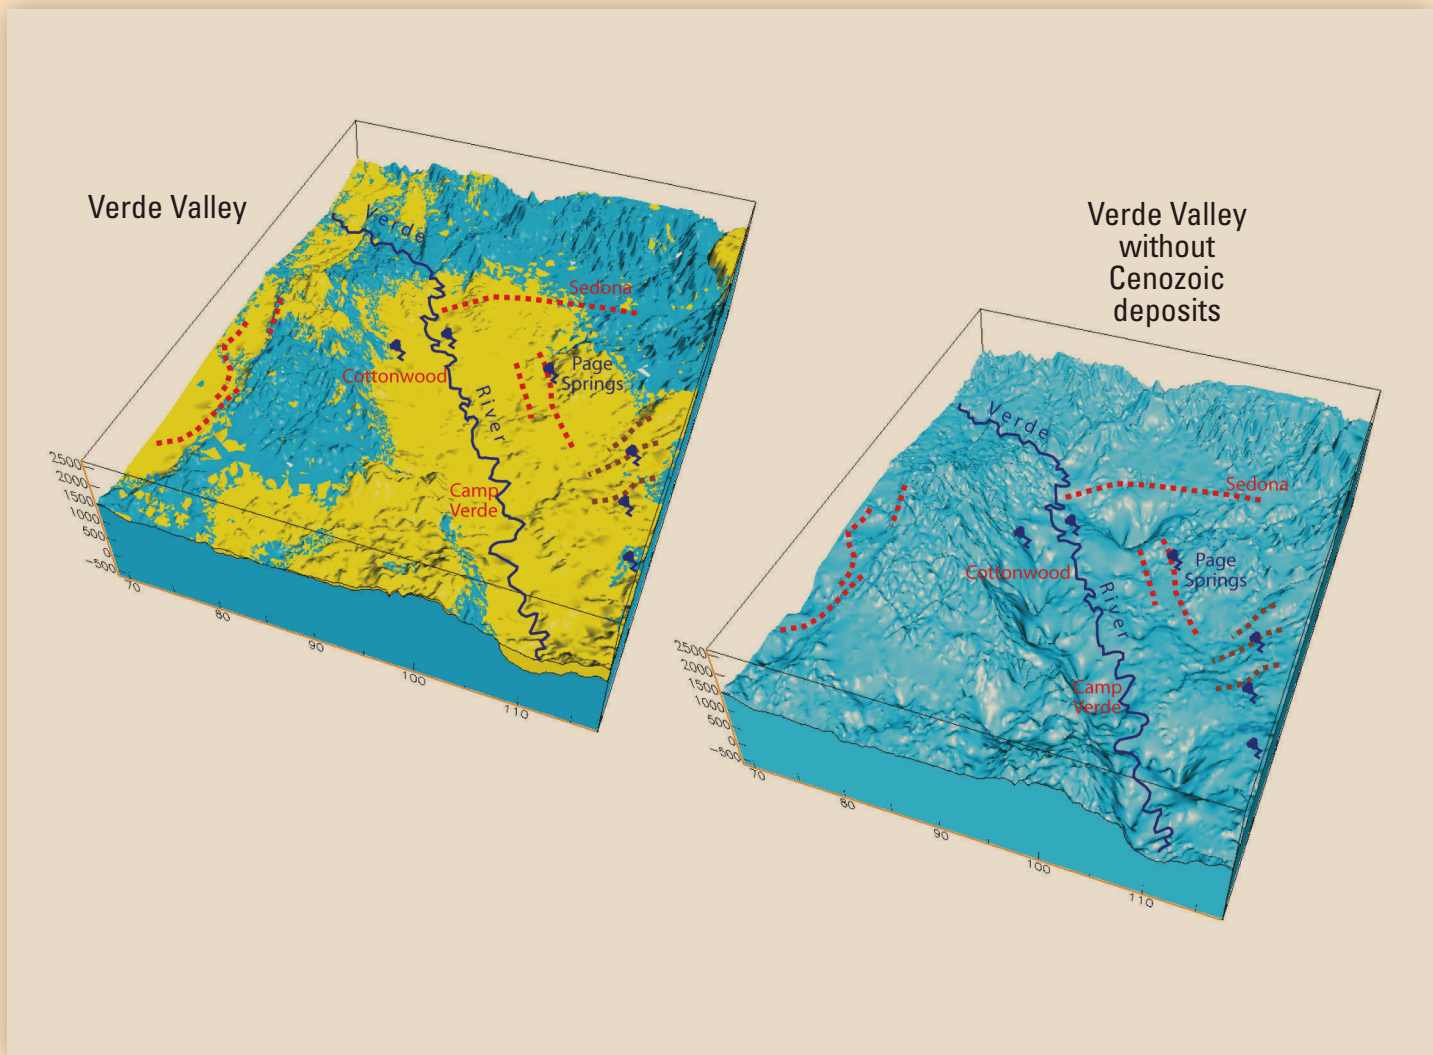 Verde Valley
Verde
River
Sedona
Cottonwood
Page
Springs
Camp
Verde
2500
2000
1500
1000
500
0
−500
70
80
90
100
110
Verde Valley
without
Cenozoic
deposits
Verde
River
Sedona
Cottonwood
Page
Springs
Camp
Verde
2500
2000
1500
1000
500
0
−500
70
80
90
100
110